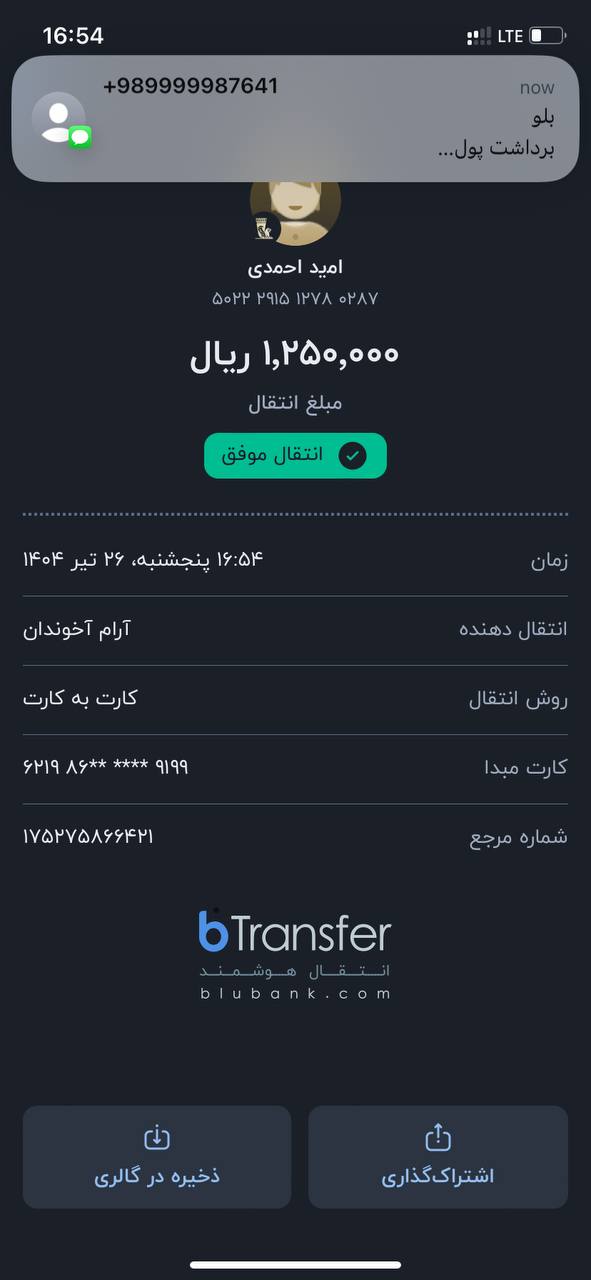 16:54
LTE
+989999987641
now
بلو
برداشت پول...
امید احمدی
۵۰۲۲ ۲۹۱۵ ۱۲۷۸ ۰۲۸۷
۱,۲۵۰,۰۰۰ ریال
مبلغ انتقال
انتقال موفق
زمان
۱۶:۵۴ پنجشنبه، ۲۶ تیر ۱۴۰۴
انتقال دهنده
آرام آخوندان
روش انتقال
کارت به کارت
کارت مبدا
۶۲۱۹ ۸۶** **** ۹۱۹۹
شماره مرجع
۱۷۵۲۷۵۸۶۶۴۲۱
bTransfer
انتقال هوشمند
blubank.com
اشتراک‌گذاری
ذخیره در گالری